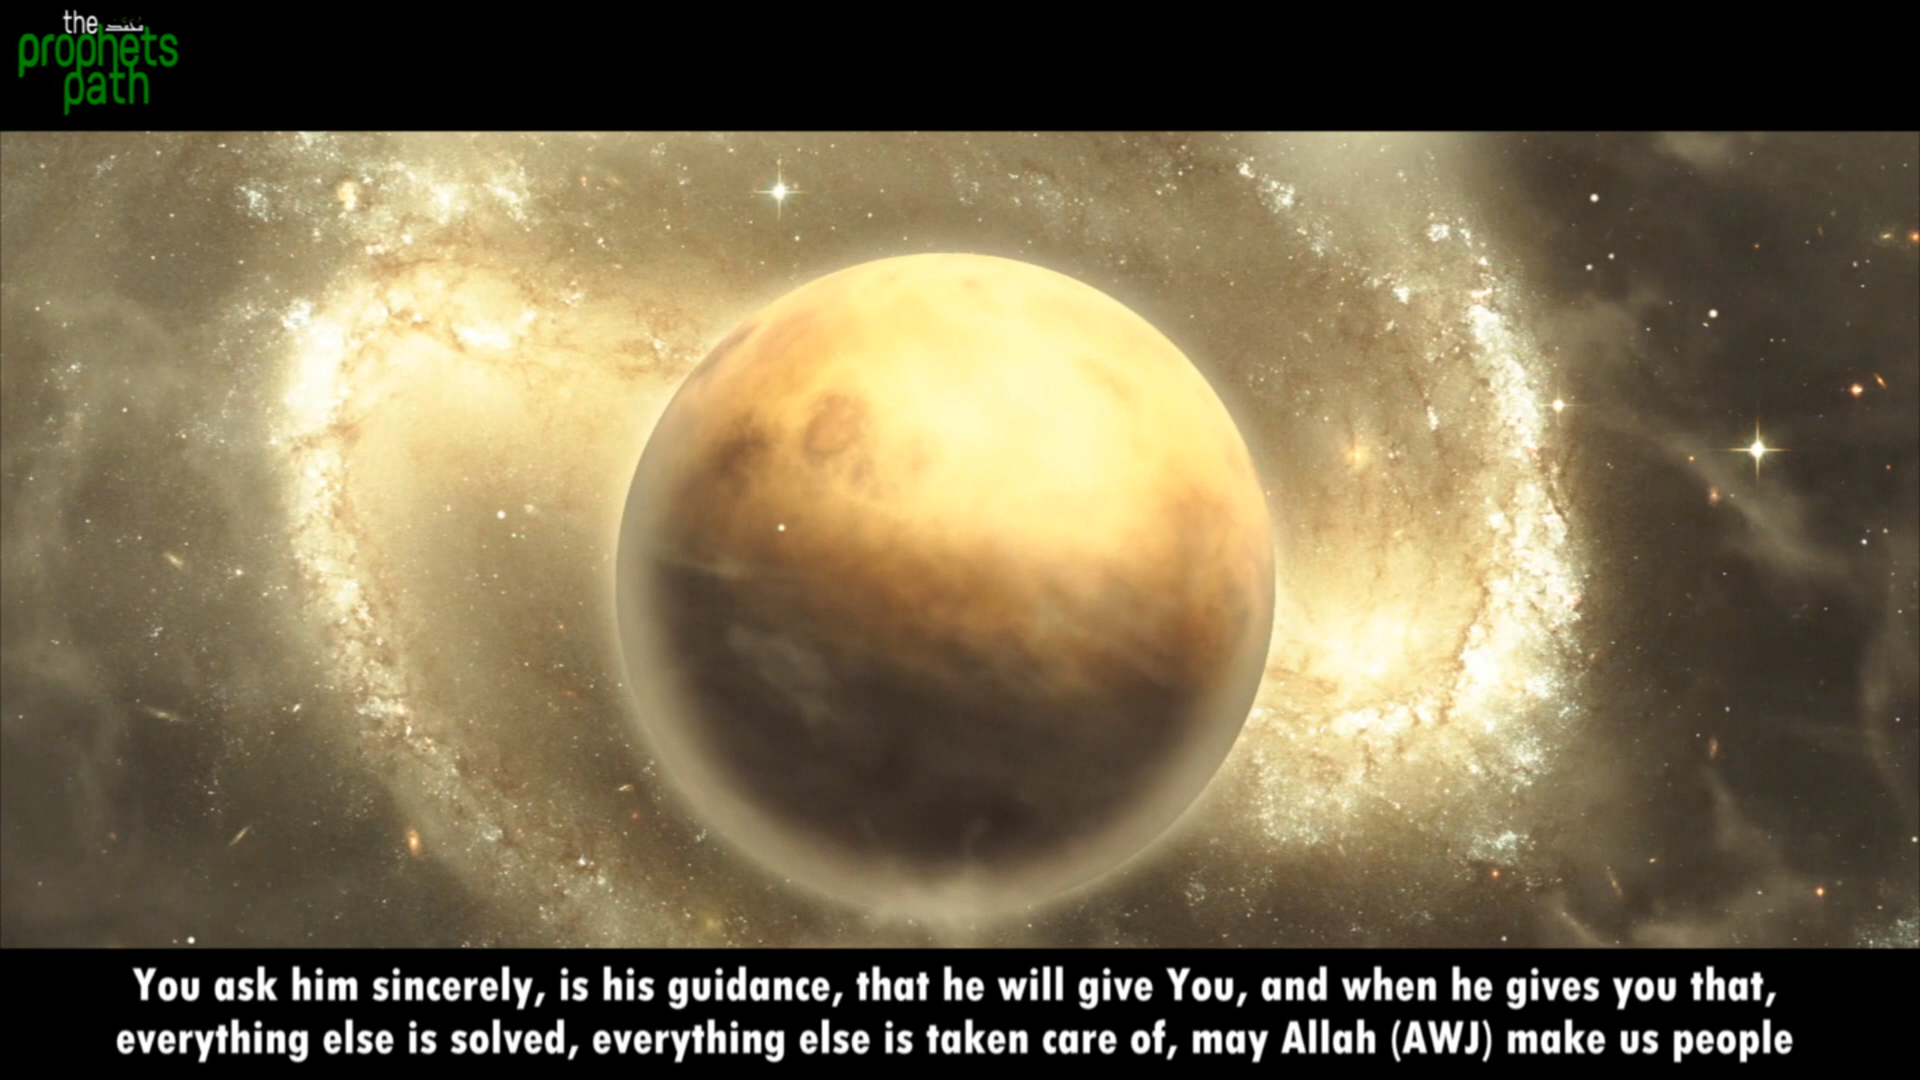 the محمد
prophets
path
You ask him sincerely, is his guidance, that he will give You, and when he gives you that,
everything else is solved, everything else is taken care of, may Allah (AWJ) make us people